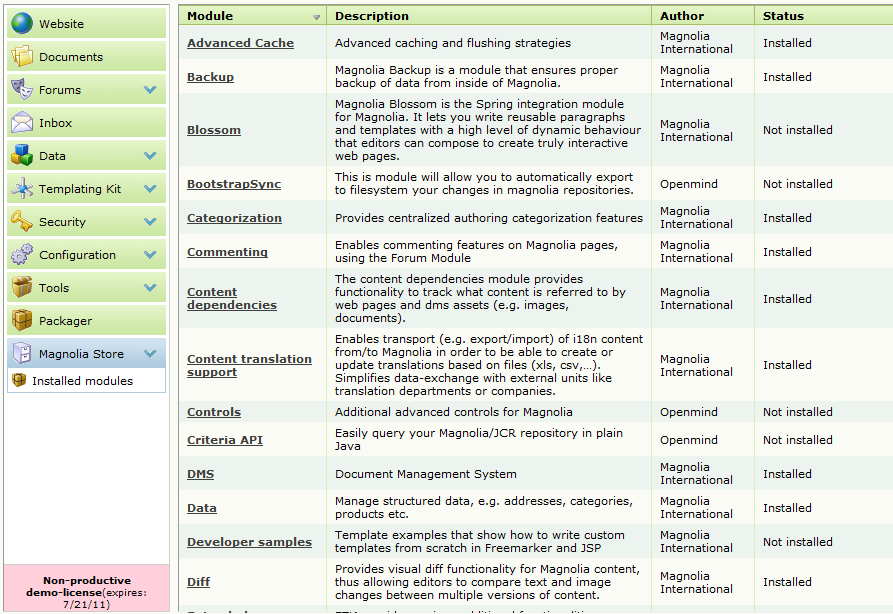 Website
Documents
Forums
Inbox
Data
Templating Kit
Security
Configuration
Tools
Packager
Magnolia Store
Installed modules
Non-productive
demo-license(expires:
7/21/11)
Module Description Author Status
Advanced Cache Advanced caching and flushing strategies Magnolia International Installed
Backup Magnolia Backup is a module that ensures proper
backup of data from inside of Magnolia. Magnolia International Installed
Blossom Magnolia Blossom is the Spring integration module
for Magnolia. It lets you write reusable paragraphs
and templates with a high level of dynamic behaviour
that editors can compose to create truly interactive
web pages. Magnolia International Not installed
BootstrapSync This is module will allow you to automatically export
to filesystem your changes in magnolia repositories. Openmind Not installed
Categorization Provides centralized authoring categorization features Magnolia International Installed
Commenting Enables commenting features on Magnolia pages,
using the Forum Module Magnolia International Installed
Content dependencies The content dependencies module provides
functionality to track what content is referred to by
web pages and dms assets (e.g. images,
documents). Magnolia International Installed
Content translation support Enables transport (e.g. export/import) of i18n content
from/to Magnolia in order to be able to create or
update translations based on files (xls, csv,...).
Simplifies data-exchange with external units like
translation departments or companies. Magnolia International Installed
Controls Additional advanced controls for Magnolia Openmind Not installed
Criteria API Easily query your Magnolia/JCR repository in plain
Java Openmind Not installed
DMS Document Management System Magnolia International Installed
Data Manage structured data, e.g. addresses, categories,
products etc. Magnolia International Installed
Developer samples Template examples that show how to write custom
templates from scratch in Freemarker and JSP Magnolia International Not installed
Diff Provides visual diff functionality for Magnolia content,
thus allowing editors to compare text and image
changes between multiple versions of content. Magnolia International Installed